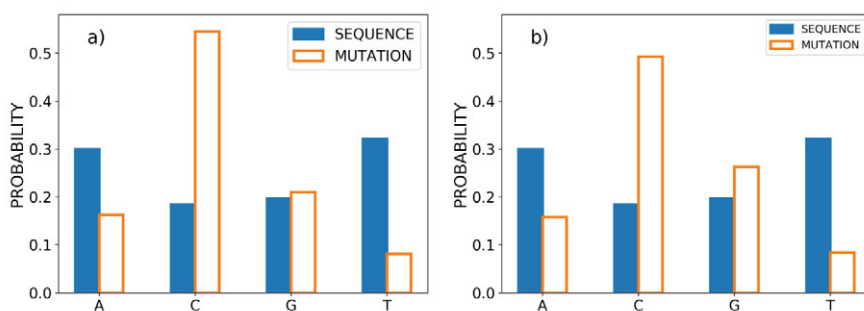 a)
SEQUENCE
MUTATION
PROBABILITY
0.5
0.4
0.3
0.2
0.1
0.0
A C G T
b)
SEQUENCE
MUTATION
PROBABILITY
0.5
0.4
0.3
0.2
0.1
0.0
A C G T